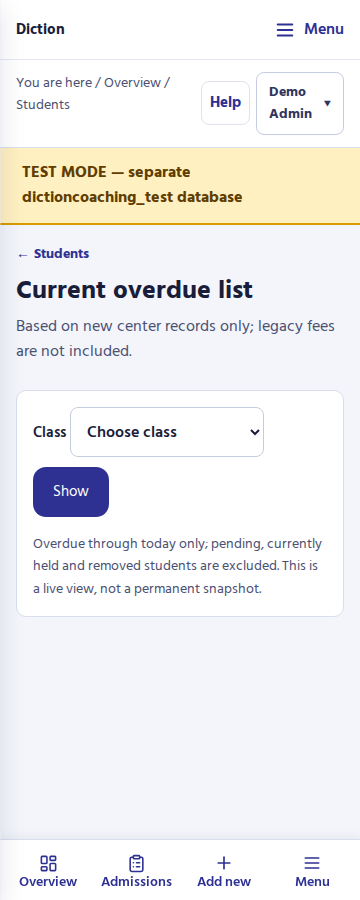 Diction
Menu
You are here / Overview /
Students
Help
Demo
Admin
TEST MODE — separate
dictioncoaching_test database
← Students
Current overdue list
Based on new center records only; legacy fees
are not included.
Class
Choose class
Show
Overdue through today only; pending, currently
held and removed students are excluded. This is
a live view, not a permanent snapshot.
Overview
Admissions
Add new
Menu